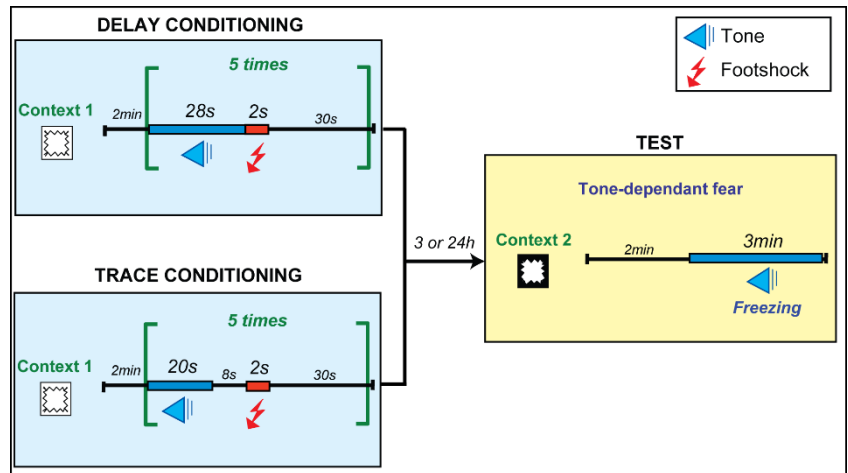 DELAY CONDITIONING
5 times
Context 1
2min
28s
2s
30s
Tone
Footshock
TRACE CONDITIONING
5 times
Context 1
2min
20s
8s
2s
30s
3 or 24h
TEST
Tone-dependant fear
Context 2
2min
3min
Freezing